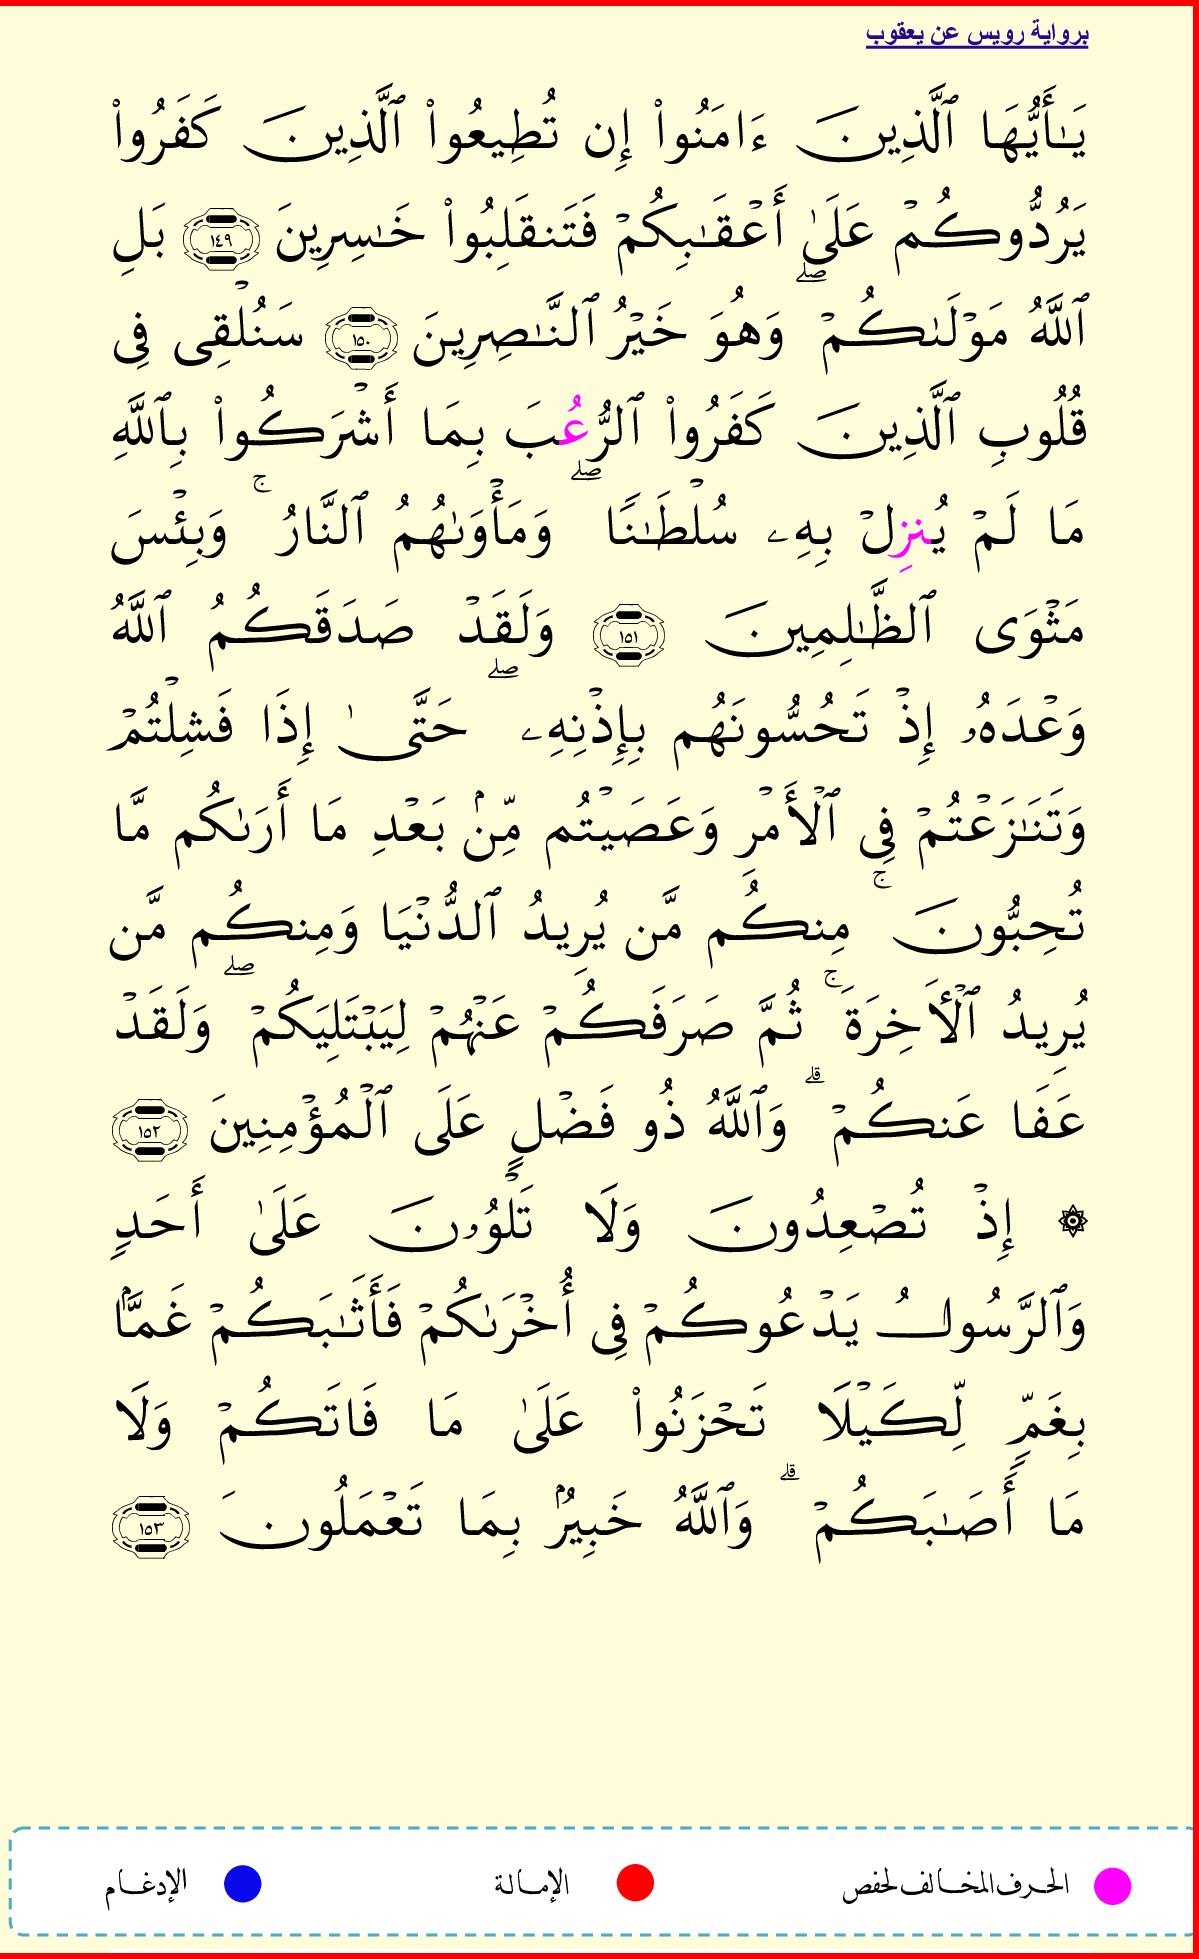 برواية رويس عن يعقوب
يَـٰٓأَيُّهَا ٱلَّذِينَ ءَامَنُوا۟ إِن تُطِيعُوا۟ ٱلَّذِينَ كَفَرُوا۟
يَرُدُّوكُمْ عَلَىٰ أَعْقَـٰبِكُمْ فَتَنقَلِبُوا۟ خَـٰسِرِينَ ١٤٩ بَلِ
ٱللَّهُ مَوْلَىٰكُمْ ۖ وَهُوَ خَيْرُ ٱلنَّـٰصِرِينَ ١٥٠ سَنُلْقِى فِى
قُلُوبِ ٱلَّذِينَ كَفَرُوا۟ ٱلرُّعُبَ بِمَا أَشْرَكُوا۟ بِٱللَّهِ
مَا لَمْ يُنزِلْ بِهِۦ سُلْطَـٰنًا ۖ وَمَأْوَىٰهُمُ ٱلنَّارُ ۚ وَبِئْسَ
مَثْوَى ٱلظَّـٰلِمِينَ ١٥١ وَلَقَدْ صَدَقَكُمُ ٱللَّهُ
وَعْدَهُۥ إِذْ تَحُسُّونَهُم بِإِذْنِهِۦ ۖ حَتَّىٰ إِذَا فَشِلْتُمْ
وَتَنَـٰزَعْتُمْ فِى ٱلْأَمْرِ وَعَصَيْتُم مِّنۢ بَعْدِ مَا أَرَىٰكُم مَّا
تُحِبُّونَ ۚ مِنكُم مَّن يُرِيدُ ٱلدُّنْيَا وَمِنكُم مَّن
يُرِيدُ ٱلْأَخِرَةَ ۚ ثُمَّ صَرَفَكُمْ عَنْهُمْ لِيَبْتَلِيَكُمْ ۖ وَلَقَدْ
عَفَا عَنكُمْ ۗ وَٱللَّهُ ذُو فَضْلٍ عَلَى ٱلْمُؤْمِنِينَ ١٥٢
۞ إِذْ تُصْعِدُونَ وَلَا تَلْوُۥنَ عَلَىٰ أَحَدٍ
وَٱلرَّسُولُ يَدْعُوكُمْ فِى أُخْرَىٰكُمْ فَأَثَـٰبَكُمْ غَمًّۢا
بِغَمٍّ لِّكَيْلَا تَحْزَنُوا۟ عَلَىٰ مَا فَاتَكُمْ وَلَا
مَا أَصَـٰبَكُمْ ۗ وَٱللَّهُ خَبِيرٌۢ بِمَا تَعْمَلُونَ ١٥٣
الحرف المخالف لحفص الإمالة الإدغام